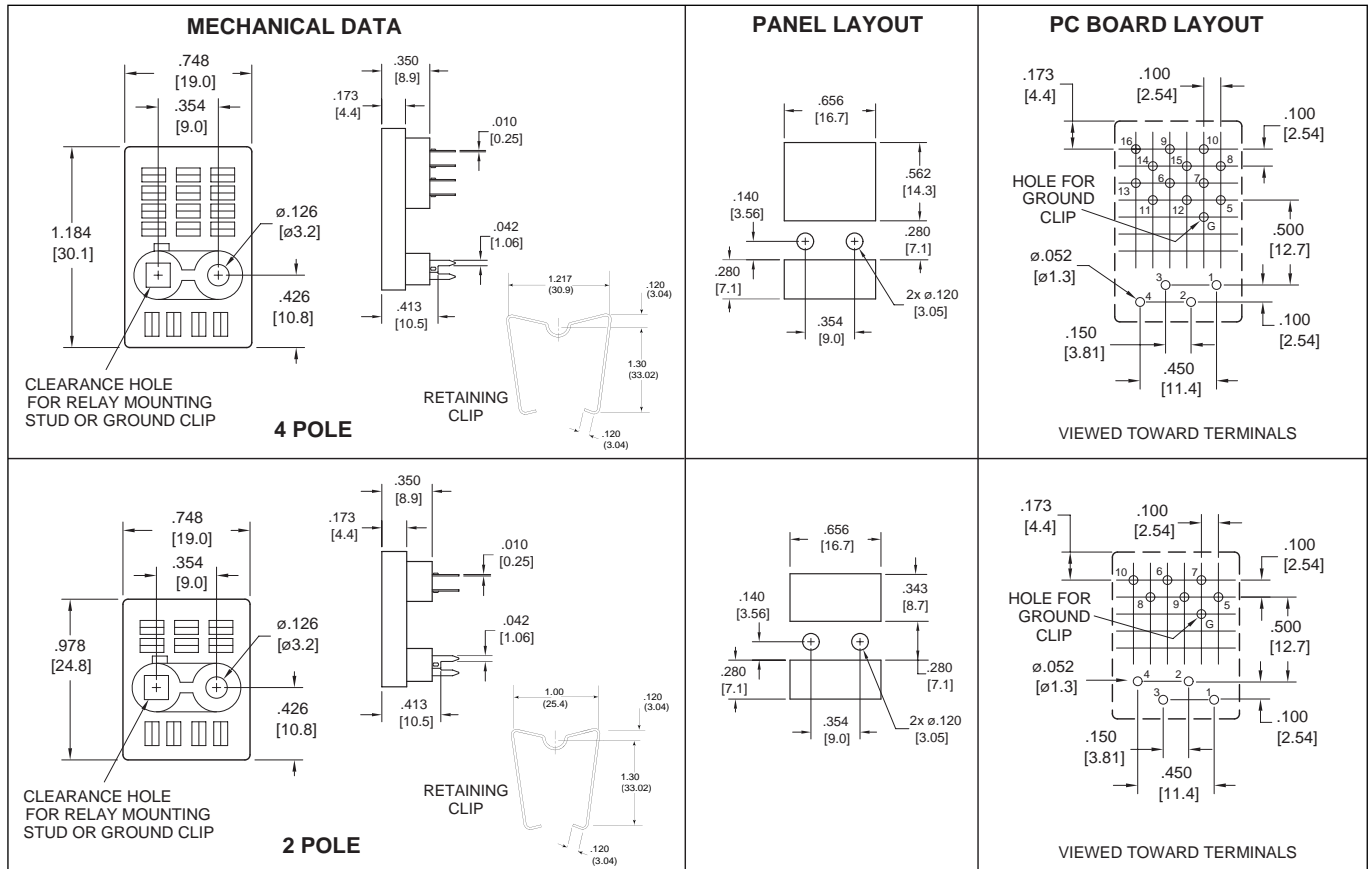 MECHANICAL DATA
.748
[19.0]
.354
[9.0]
1.184
[30.1]
ø.126
[ø3.2]
.426
[10.8]
CLEARANCE HOLE
FOR RELAY MOUNTING
STUD OR GROUND CLIP
.350
[8.9]
.173
[4.4]
.010
[0.25]
.042
[1.06]
.413
[10.5]
1.217
(30.9)
.120
(3.04)
1.30
(33.02)
RETAINING
CLIP
.120
(3.04)
4 POLE
PANEL LAYOUT
.656
[16.7]
.562
[14.3]
.140
[3.56]
.280
[7.1]
.280
[7.1]
2x ø.120
[3.05]
.354
[9.0]
PC BOARD LAYOUT
.173
[4.4]
.100
[2.54]
.100
[2.54]
16 9 10
14 15 8
13 6 7
11 12 5
G
HOLE FOR
GROUND
CLIP
.500
[12.7]
ø.052
[ø1.3]
3 1
4 2
.150
[3.81]
.100
[2.54]
.450
[11.4]
VIEWED TOWARD TERMINALS
.748
[19.0]
.354
[9.0]
.978
[24.8]
ø.126
[ø3.2]
.426
[10.8]
CLEARANCE HOLE
FOR RELAY MOUNTING
STUD OR GROUND CLIP
.350
[8.9]
.173
[4.4]
.010
[0.25]
.042
[1.06]
.413
[10.5]
1.00
(25.4)
.120
(3.04)
1.30
(33.02)
RETAINING
CLIP
.120
(3.04)
2 POLE
.656
[16.7]
.343
[8.7]
.140
[3.56]
.280
[7.1]
.280
[7.1]
.354
[9.0]
2x ø.120
[3.05]
.173
[4.4]
.100
[2.54]
.100
[2.54]
10 6 7
8 9 5
G
HOLE FOR
GROUND
CLIP
.500
[12.7]
ø.052
[ø1.3]
4 2
3 1
.150
[3.81]
.100
[2.54]
.450
[11.4]
VIEWED TOWARD TERMINALS